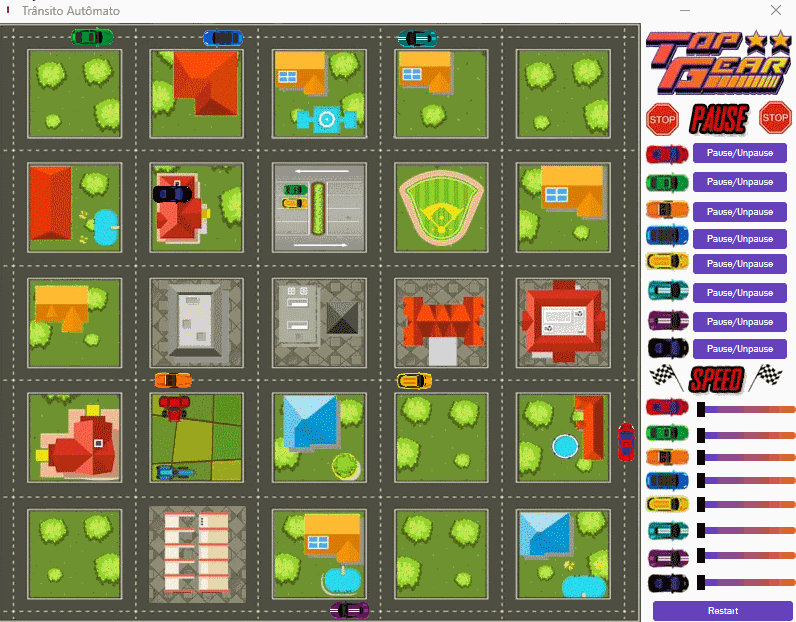 Trânsito Autômato
TOP GEAR
STOP PAUSE STOP
Pause/Unpause
Pause/Unpause
Pause/Unpause
Pause/Unpause
Pause/Unpause
Pause/Unpause
Pause/Unpause
Pause/Unpause
SPEED
Restart